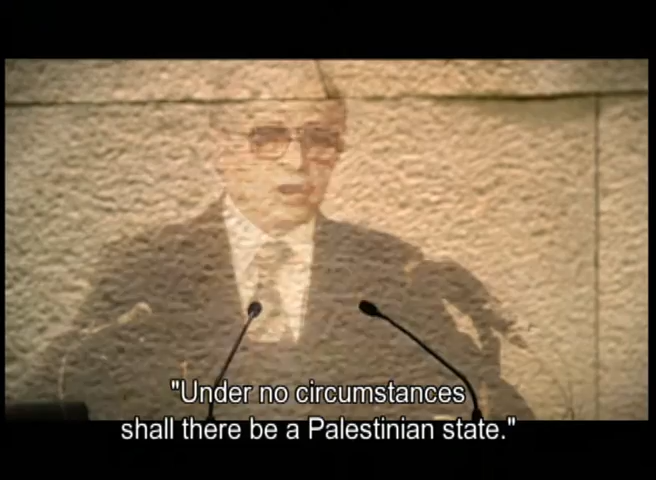 "Under no circumstances
shall there be a Palestinian state."